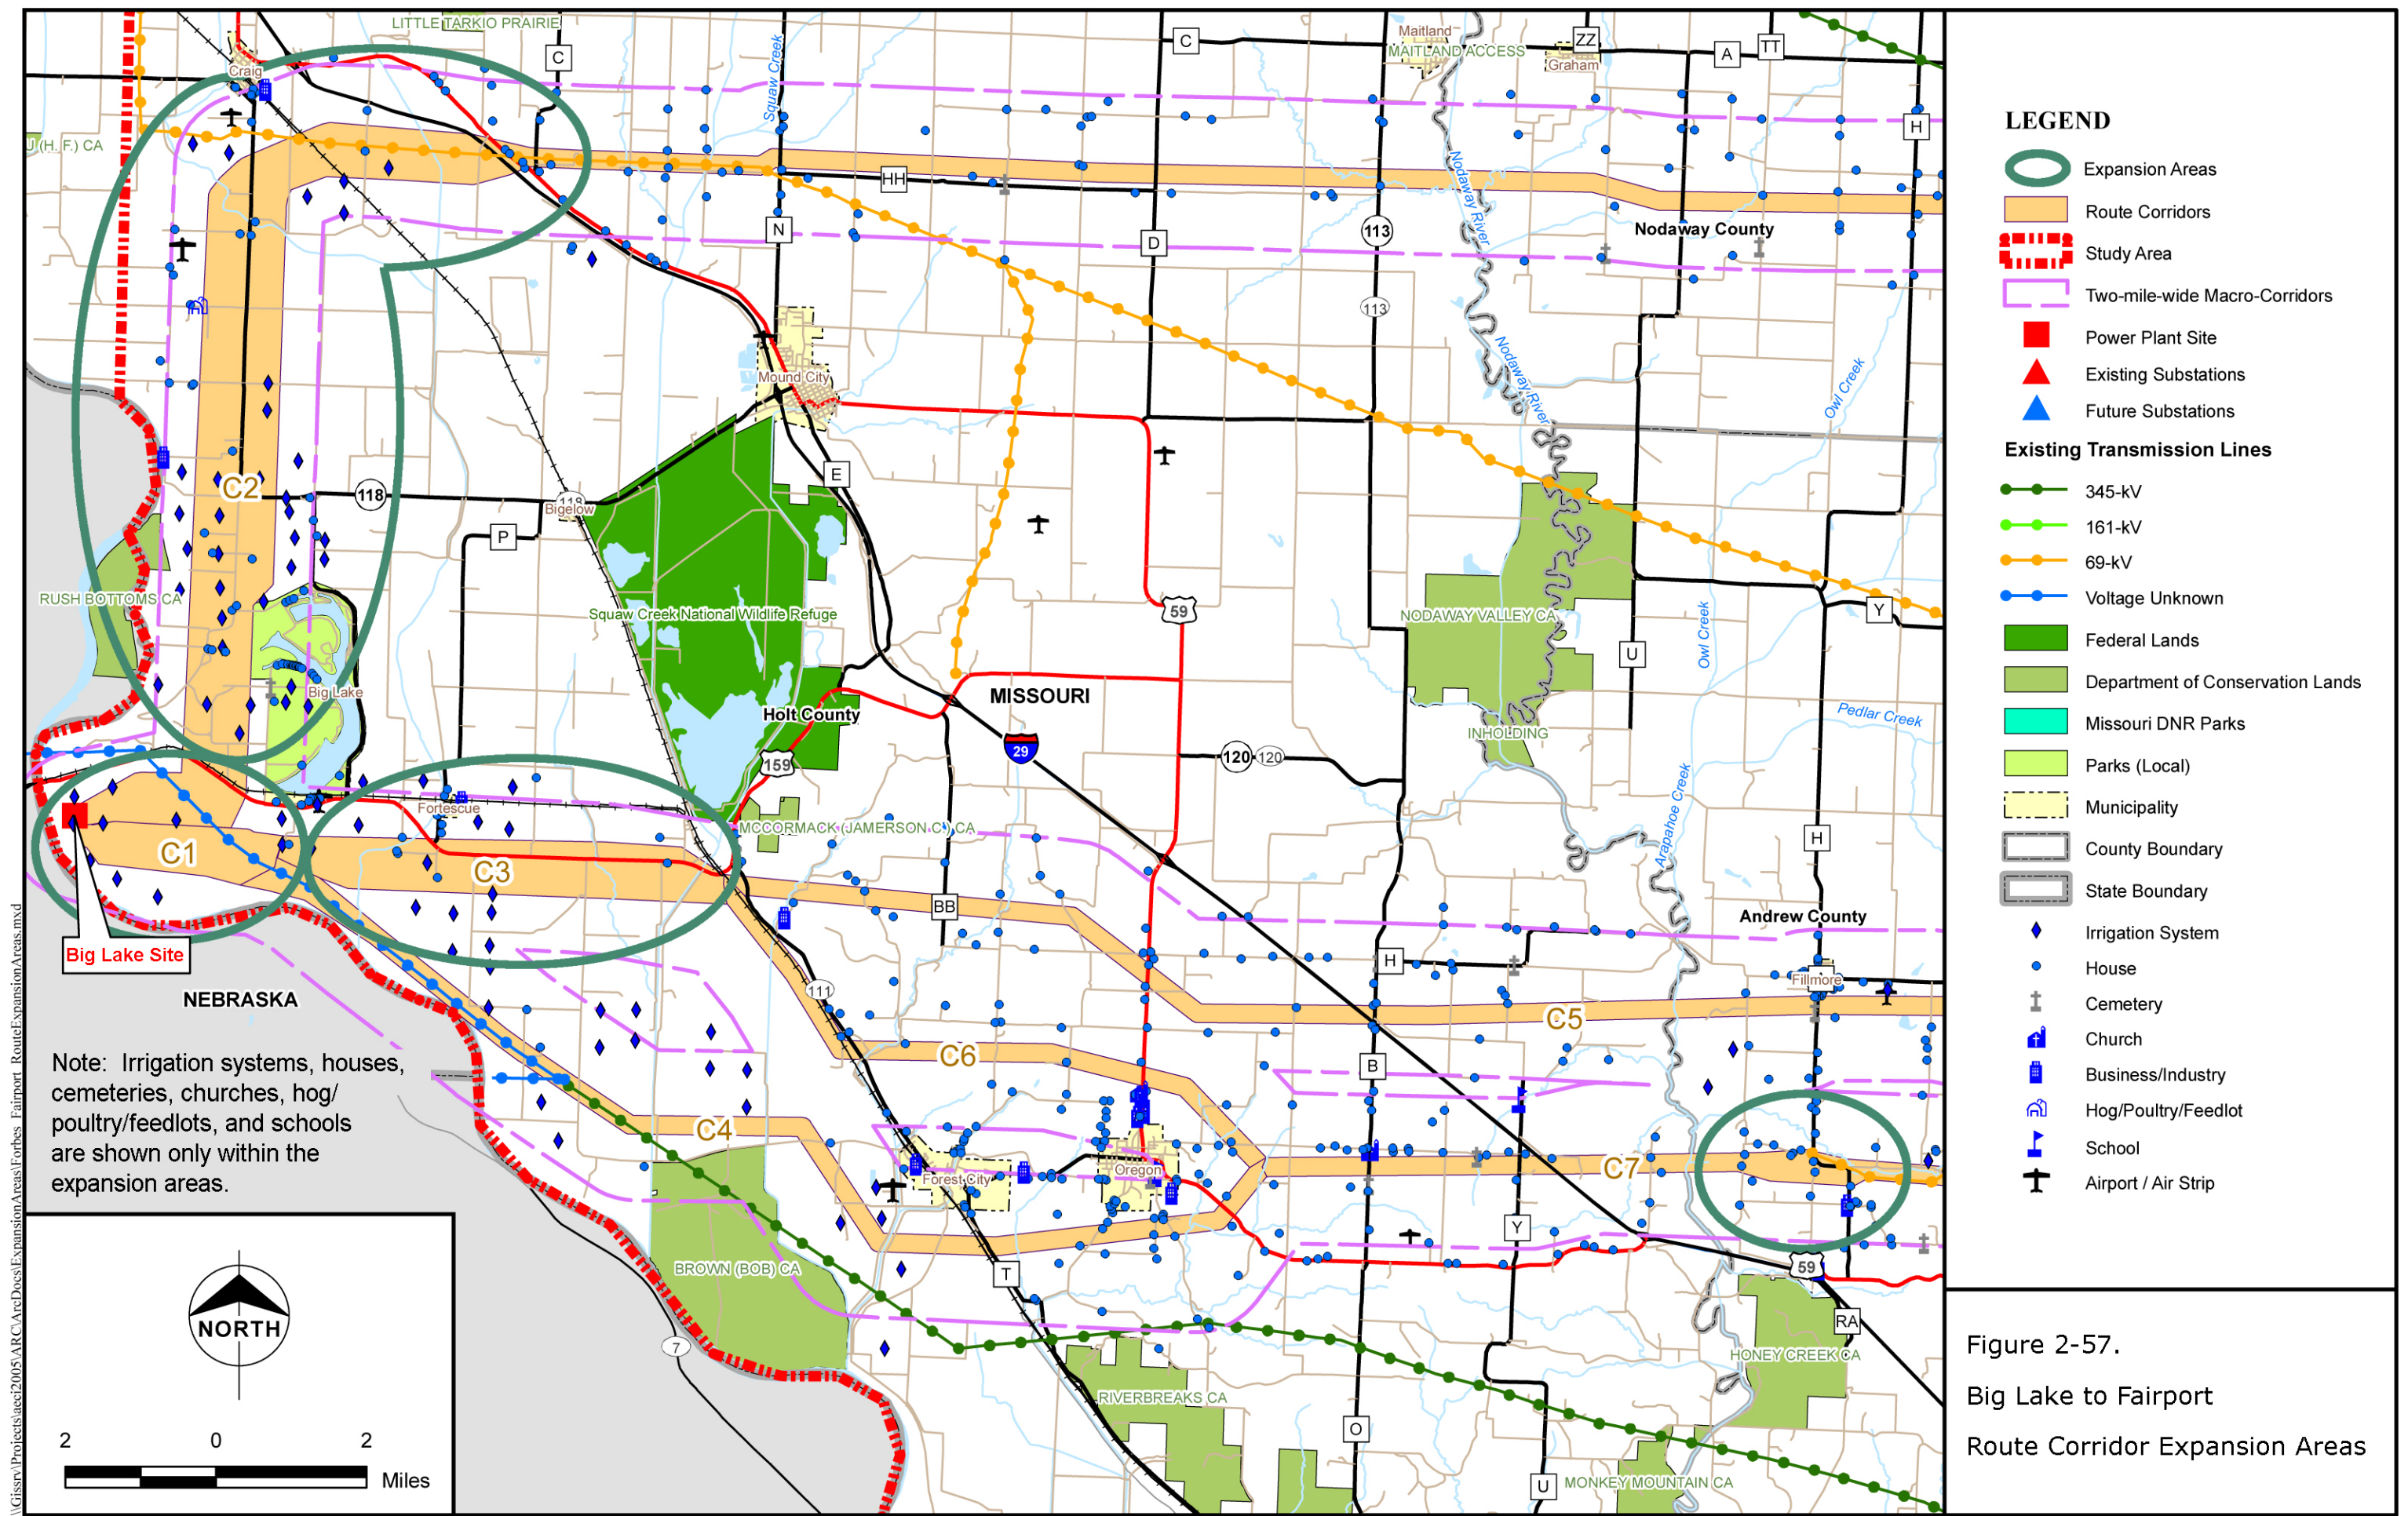 LITTLE TARKIO PRAIRIE
Craig
C
Squaw Creek
C
Maitland
MAITLAND ACCESS
ZZ
Graham
A
TT
H
U (H. F.) CA
HH
N
D
113
Nodaway River
Nodaway County
113
Mound City
Nodaway River
Owl Creek
E
C2
118
118
Bigelow
P
RUSH BOTTOMS CA
Squaw Creek National Wildlife Refuge
59
NODAWAY VALLEY CA
Owl Creek
Y
U
Big Lake
MISSOURI
Holt County
29
159
120
120
INHOLDING
Pedlar Creek
Fortescue
MCCORMACK (JAMERSON C.) CA
Arapahoe Creek
H
C1
C3
BB
Andrew County
H
Fillmore
Big Lake Site
NEBRASKA
111
C5
C6
B
Note: Irrigation systems, houses,
cemeteries, churches, hog/
poultry/feedlots, and schools
are shown only within the
expansion areas.
C4
Oregon
Forest City
C7
Y
59
T
BROWN (BOB) CA
RA
7
HONEY CREEK CA
RIVERBREAKS CA
O
U
MONKEY MOUNTAIN CA
NORTH
2 0 2
Miles
\\Gissrv\Projects\aeci2005\ARC\ArcDocs\ExpansionAreas\Forbes_Fairport_RouteExpansionAreas.mxd
LEGEND
Expansion Areas
Route Corridors
Study Area
Two-mile-wide Macro-Corridors
Power Plant Site
Existing Substations
Future Substations
Existing Transmission Lines
345-kV
161-kV
69-kV
Voltage Unknown
Federal Lands
Department of Conservation Lands
Missouri DNR Parks
Parks (Local)
Municipality
County Boundary
State Boundary
Irrigation System
House
Cemetery
Church
Business/Industry
Hog/Poultry/Feedlot
School
Airport / Air Strip
Figure 2-57.
Big Lake to Fairport
Route Corridor Expansion Areas